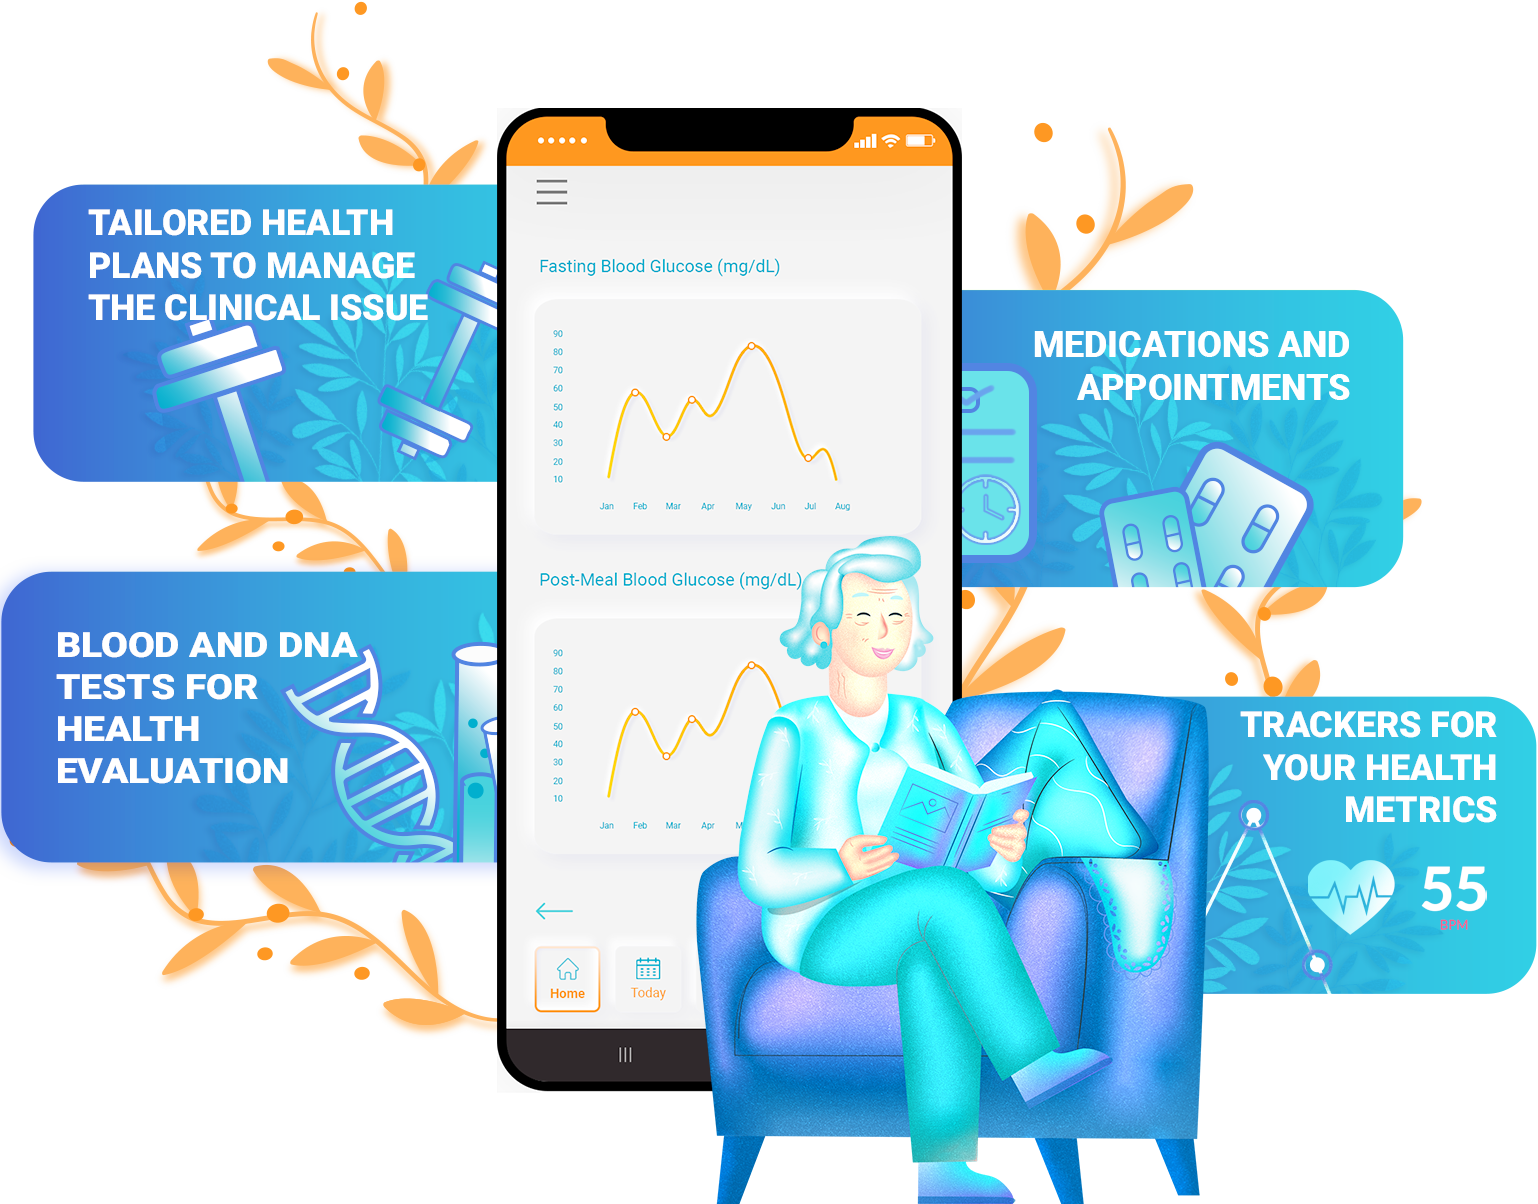 TAILORED HEALTH
PLANS TO MANAGE
THE CLINICAL ISSUE
BLOOD AND DNA
TESTS FOR
HEALTH
EVALUATION
Fasting Blood Glucose (mg/dL)
90
80
70
60
50
40
30
20
10
Jan Feb Mar Apr May Jun Jul Aug
Post-Meal Blood Glucose (mg/dL)
90
80
70
60
50
40
30
20
10
Jan Feb Mar Apr
Home Today
MEDICATIONS AND
APPOINTMENTS
TRACKERS FOR
YOUR HEALTH
METRICS
55
BPM